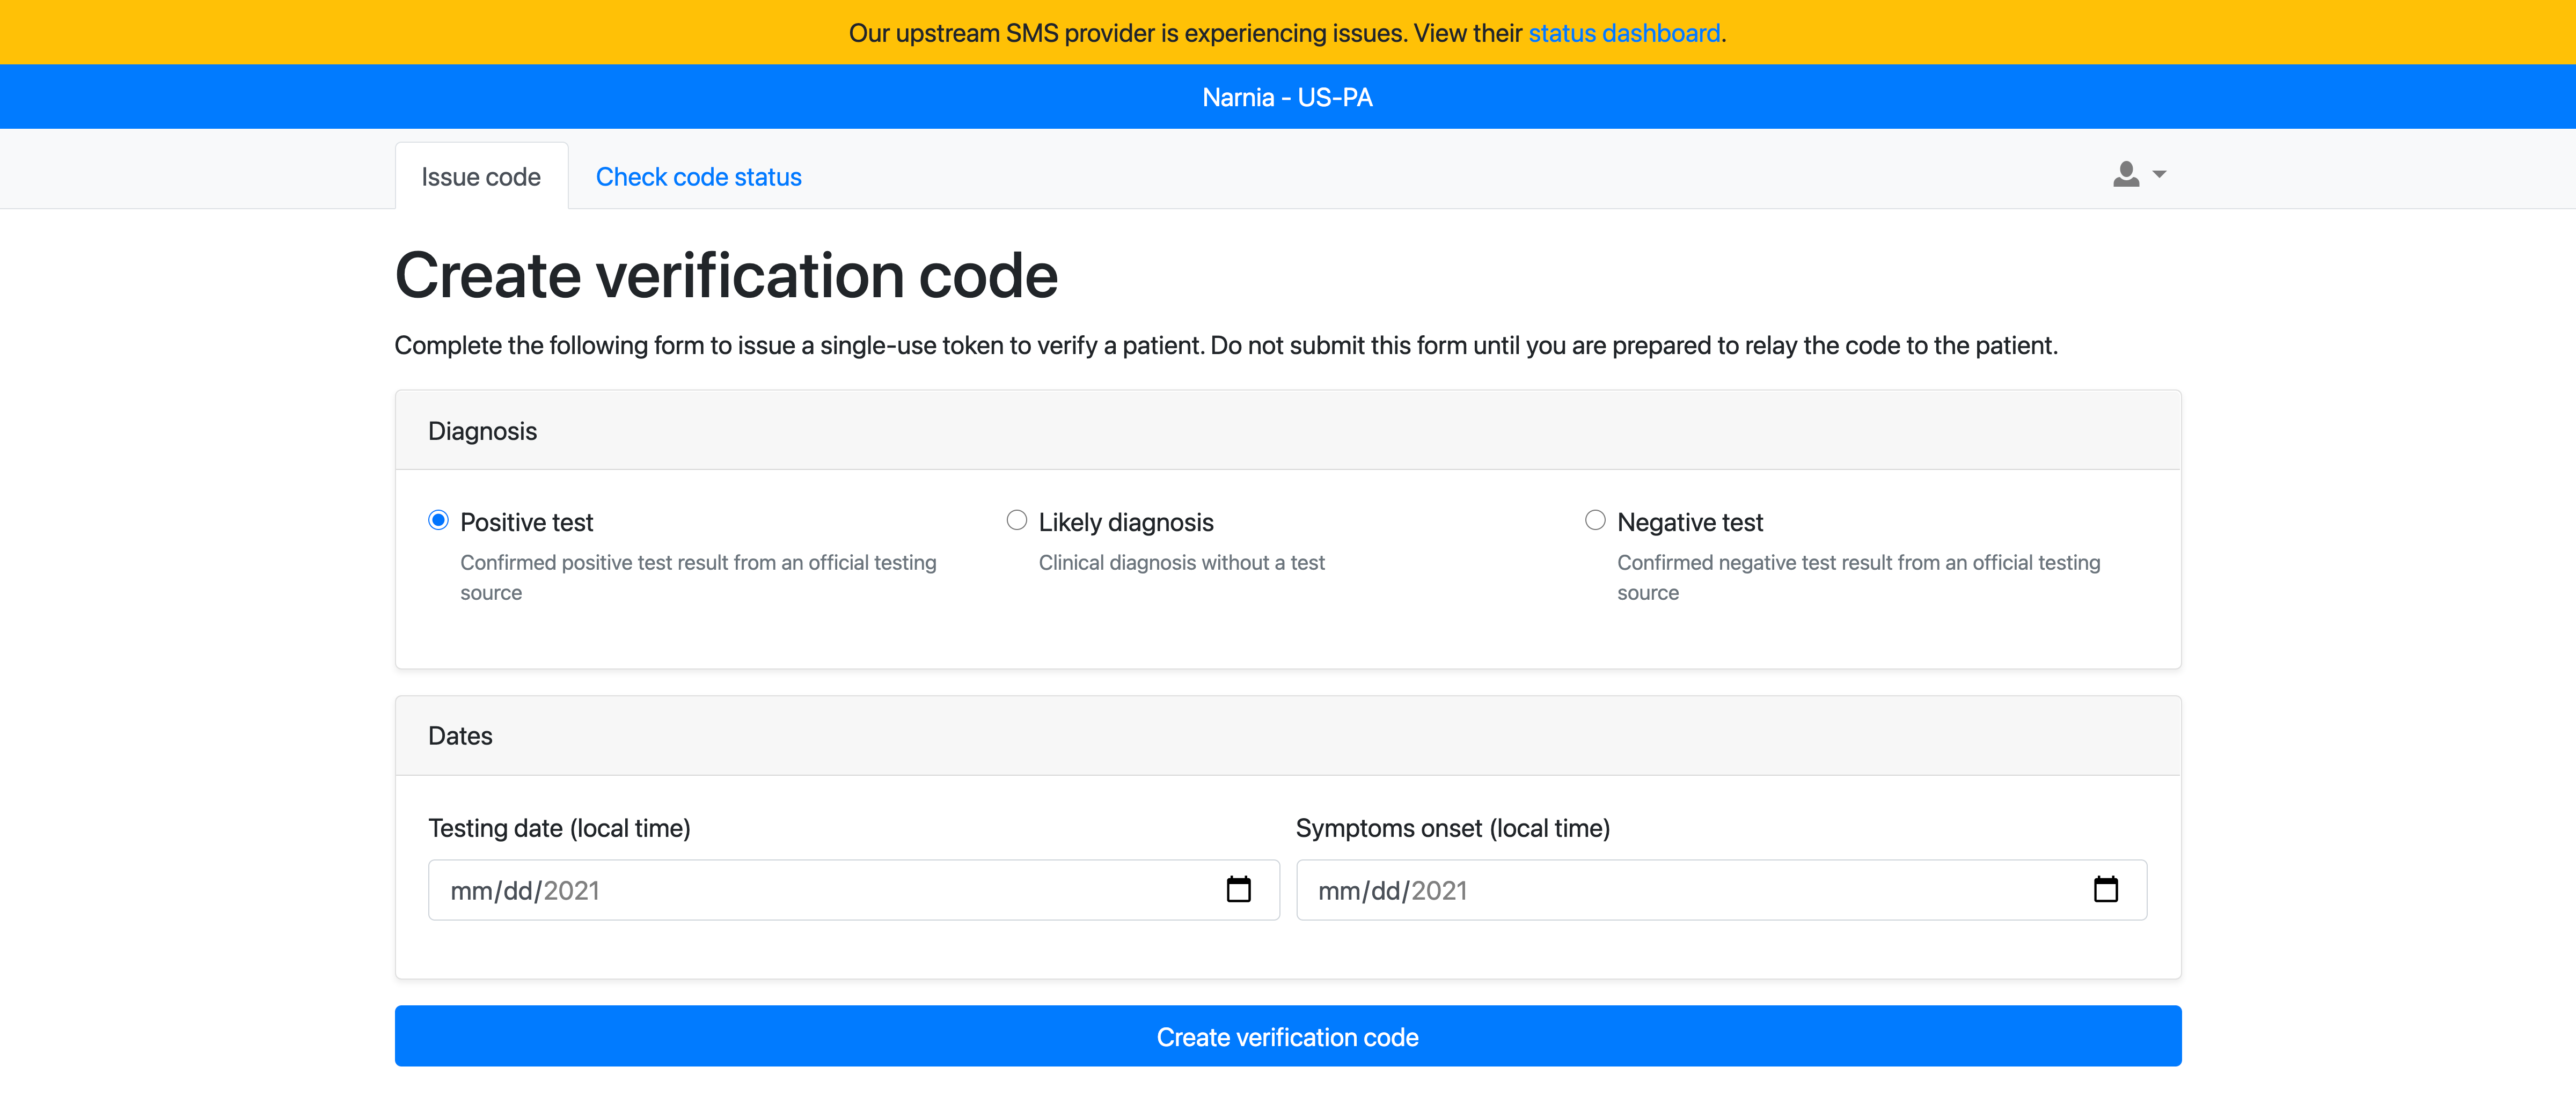 Our upstream SMS provider is experiencing issues. View their status dashboard.
Narnia - US-PA
Issue code
Check code status
Create verification code
Complete the following form to issue a single-use token to verify a patient. Do not submit this form until you are prepared to relay the code to the patient.
Diagnosis
Positive test
Confirmed positive test result from an official testing
source
Likely diagnosis
Clinical diagnosis without a test
Negative test
Confirmed negative test result from an official testing
source
Dates
Testing date (local time)
mm/dd/2021
Symptoms onset (local time)
mm/dd/2021
Create verification code